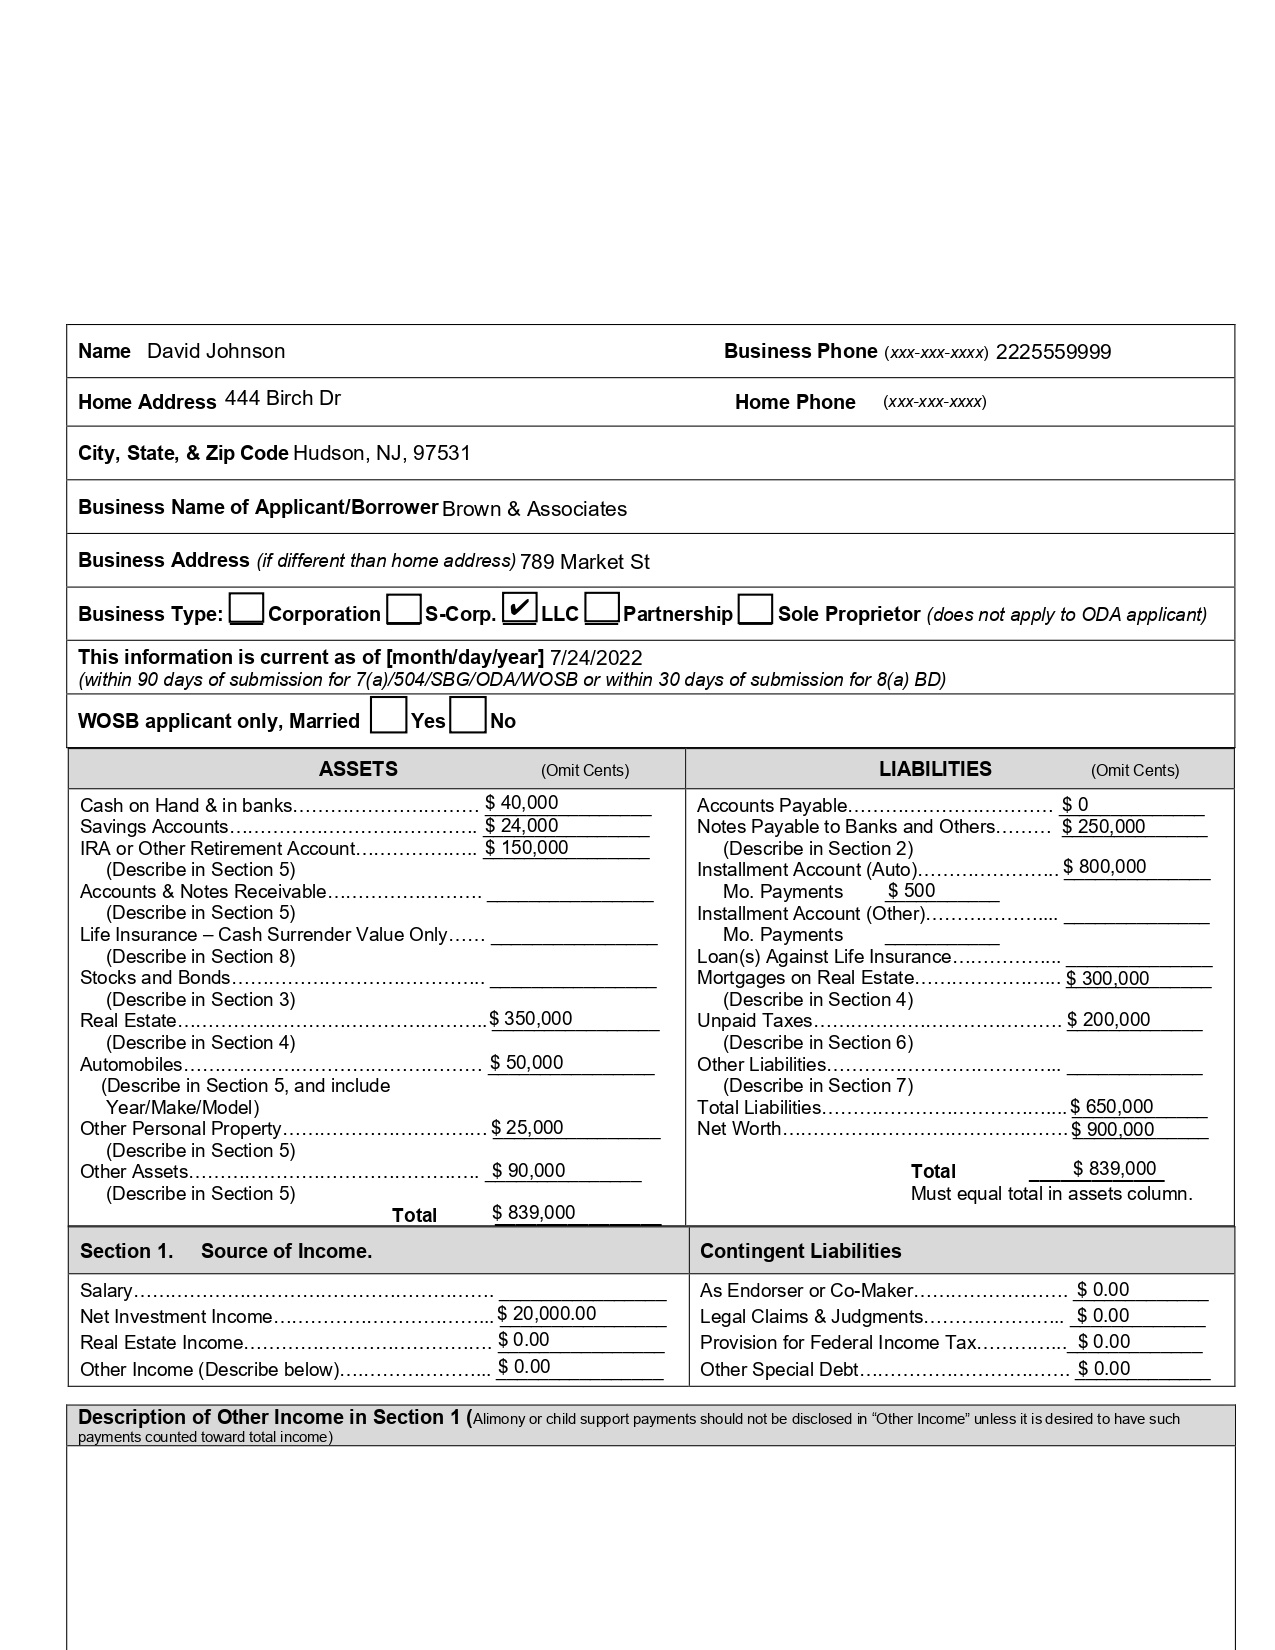 Name David Johnson Business Phone (xxx-xxx-xxxx) 2225559999
Home Address 444 Birch Dr Home Phone (xxx-xxx-xxxx)
City, State, & Zip Code Hudson, NJ, 97531
Business Name of Applicant/Borrower Brown & Associates
Business Address (if different than home address) 789 Market St
Business Type: Corporation S-Corp. ✔ LLC Partnership Sole Proprietor (does not apply to ODA applicant)
This information is current as of [month/day/year] 7/24/2022
(within 90 days of submission for 7(a)/504/SBG/ODA/WOSB or within 30 days of submission for 8(a) BD)
WOSB applicant only, Married Yes No
ASSETS (Omit Cents)
Cash on Hand & in banks…………………………… $ 40,000
Savings Accounts………………………………….. $ 24,000
IRA or Other Retirement Account……………….. $ 150,000
(Describe in Section 5)
Accounts & Notes Receivable……………………
(Describe in Section 5)
Life Insurance – Cash Surrender Value Only……
(Describe in Section 8)
Stocks and Bonds…………………………………..
(Describe in Section 3)
Real Estate………………………………………….. $ 350,000
(Describe in Section 4)
Automobiles………………………………………… $ 50,000
(Describe in Section 5, and include
Year/Make/Model)
Other Personal Property…………………………… $ 25,000
(Describe in Section 5)
Other Assets……………………………………….. $ 90,000
(Describe in Section 5)
Total $ 839,000
LIABILITIES (Omit Cents)
Accounts Payable…………………………… $ 0
Notes Payable to Banks and Others……… $ 250,000
(Describe in Section 2)
Installment Account (Auto)………………….. $ 800,000
Mo. Payments $ 500
Installment Account (Other)………………....
Mo. Payments
Loan(s) Against Life Insurance……………...
Mortgages on Real Estate………………….. $ 300,000
(Describe in Section 4)
Unpaid Taxes………………………………… $ 200,000
(Describe in Section 6)
Other Liabilities………………………………..
(Describe in Section 7)
Total Liabilities………………………………... $ 650,000
Net Worth……………………………………… $ 900,000
Total $ 839,000
Must equal total in assets column.
Section 1. Source of Income.
Salary……………………………………………….
Net Investment Income……………………………... $ 20,000.00
Real Estate Income…………………………………. $ 0.00
Other Income (Describe below)…………………... $ 0.00
Contingent Liabilities
As Endorser or Co-Maker…………………… $ 0.00
Legal Claims & Judgments………………….. $ 0.00
Provision for Federal Income Tax…………... $ 0.00
Other Special Debt…………………………… $ 0.00
Description of Other Income in Section 1 (Alimony or child support payments should not be disclosed in “Other Income” unless it is desired to have such
payments counted toward total income)